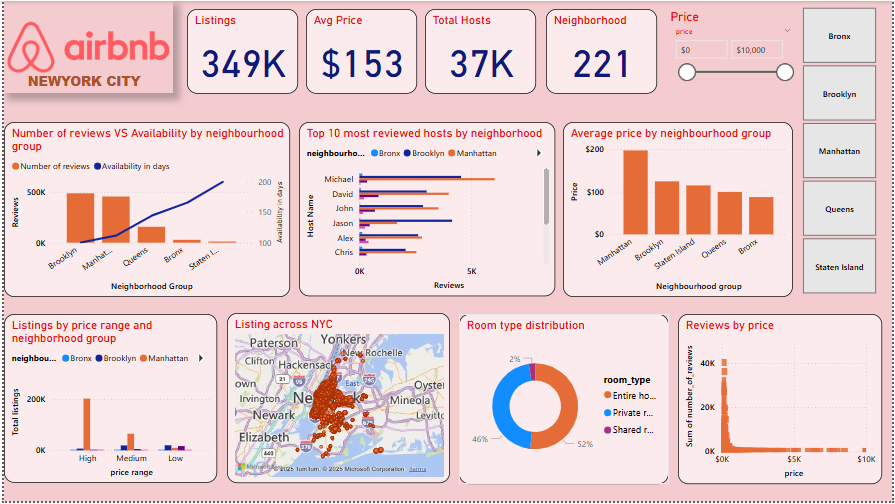 airbnb
NEWYORK CITY
Listings
349K
Avg Price
$153
Total Hosts
37K
Neighborhood
221
Price
price
$0
$10,000
Bronx
Brooklyn
Manhattan
Queens
Staten Island
Number of reviews VS Availability by neighbourhood
group
Number of reviews
Availability in days
Reviews
500K
0K
200
150
100
Availability in days
Brooklyn
Manhat...
Queens
Bronx
Staten I...
Neighborhood Group
Top 10 most reviewed hosts by neighborhood
neighbourho...
Bronx
Brooklyn
Manhattan
Host Name
Michael
David
John
Jason
Alex
Chris
0K
5K
Reviews
Average price by neighbourhood group
Price
$200
$100
$0
Manhattan
Brooklyn
Staten Island
Queens
Bronx
Neighborhood group
Listings by price range and
neighborhood group
neighbou...
Bronx
Brooklyn
Manhattan
Total listings
200K
0K
High
Medium
Low
price range
Listing across NYC
Paterson
Yonkers
Clifton
Hackensack
New Rochelle
own
21
Irvington
East
Oyster
Newark
Ne
Mineola
Levitto
Elizabeth
440
© 2025 TomTom, © 2025 Microsoft Corporation
Terms
Room type distribution
2%
46%
52%
room_type
Entire ho...
Private r...
Shared r...
Reviews by price
Sum of number_of_reviews
40K
20K
0K
$0K
$5K
$10K
price